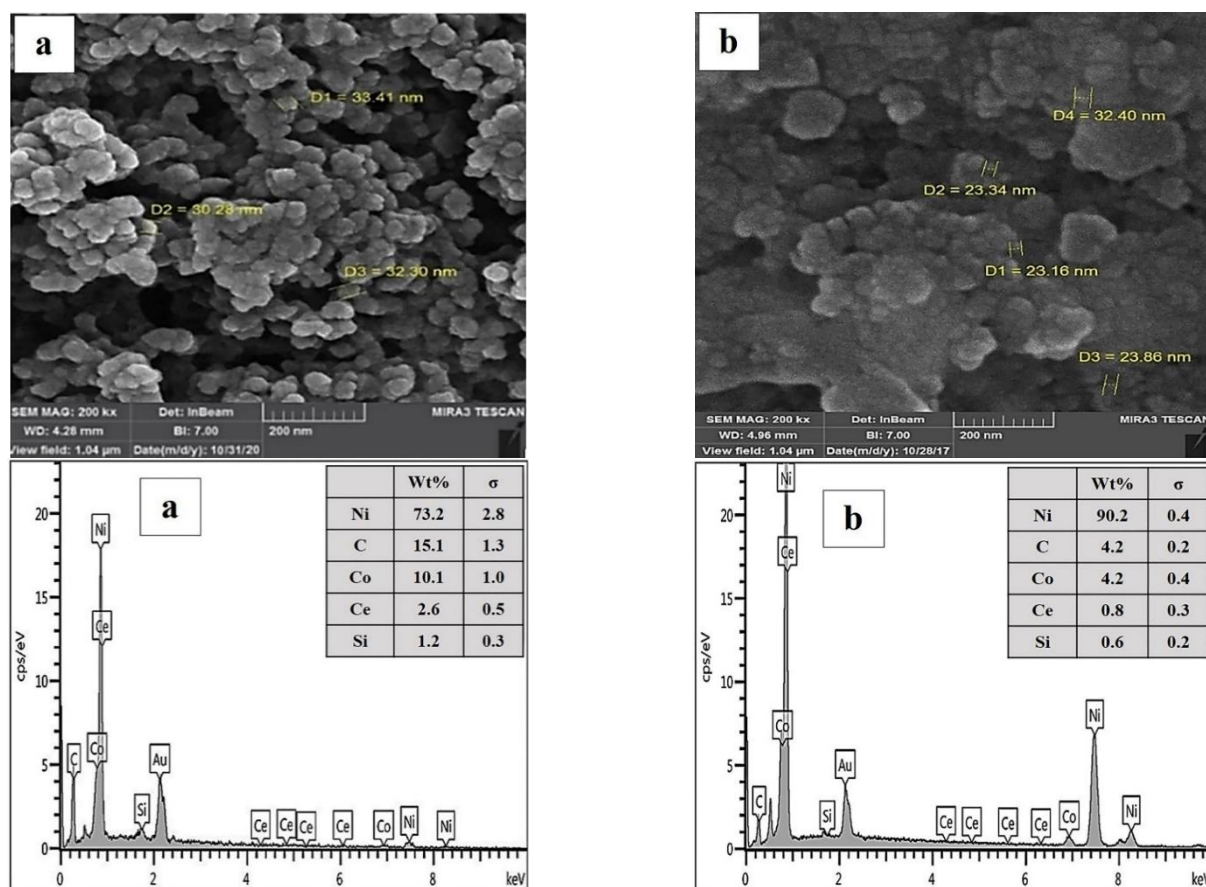 a
D1 = 33.41 nm
D2 = 30.28 nm
D3 = 32.30 nm
SEM MAG: 200 kx Det: InBeam MIRA3 TESCAN
WD: 4.28 mm BI: 7.00 200 nm
View field: 1.04 µm Date(m/d/y): 10/31/20
b
D4 = 32.40 nm
D2 = 23.34 nm
D1 = 23.16 nm
D3 = 23.86 nm
SEM MAG: 200 kx Det: InBeam MIRA3 TESCAN
WD: 4.96 mm BI: 7.00 200 nm
View field: 1.04 µm Date(m/d/y): 10/28/17
a
Wt% σ
Ni 73.2 2.8
C 15.1 1.3
Co 10.1 1.0
Ce 2.6 0.5
Si 1.2 0.3
cps/eV
20
15
10
5
0
Ni
Ce
C Co Si Au Ce Ce Ce Ce Co Ni Ni
0 2 4 6 8 keV
b
Wt% σ
Ni 90.2 0.4
C 4.2 0.2
Co 4.2 0.4
Ce 0.8 0.3
Si 0.6 0.2
cps/eV
20
15
10
5
0
Ni
Ce
Co
C Si Au Ce Ce Ce Ce Co Ni Ni
0 2 4 6 8 keV